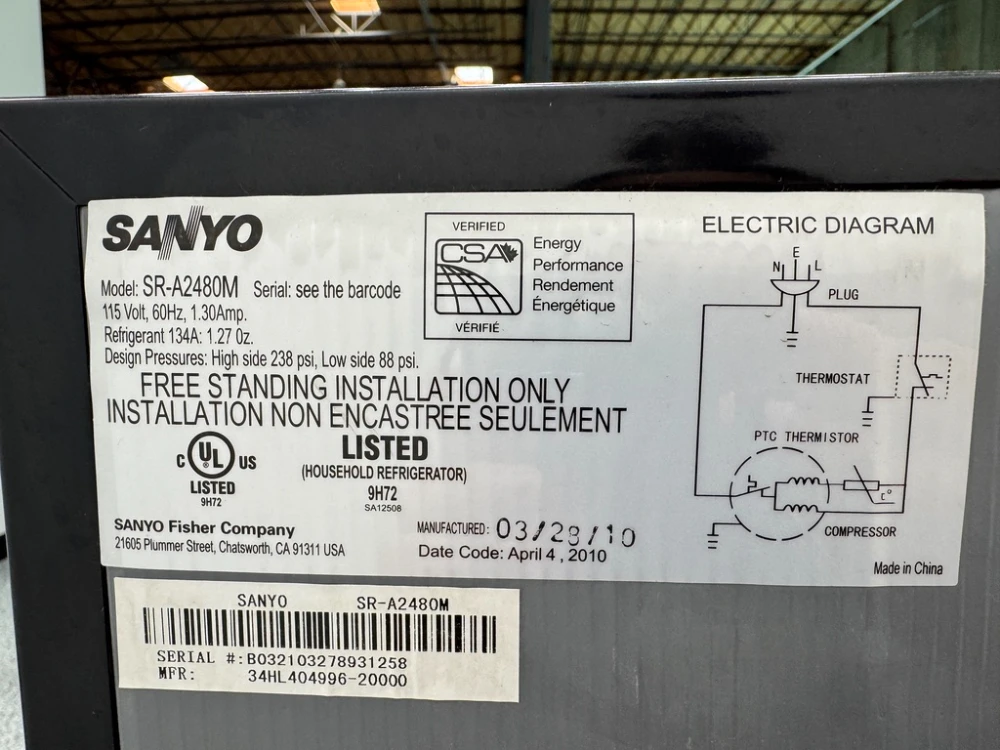 SANYO
Model: SR-A2480M Serial: see the barcode
115 Volt, 60Hz, 1.30Amp.
Refrigerant 134A: 1.27 0z.
Design Pressures: High side 238 psi, Low side 88 psi.
VERIFIED
CSA
VÉRIFIÉ
Energy
Performance
Rendement
Énergétique
FREE STANDING INSTALLATION ONLY
INSTALLATION NON ENCASTREE SEULEMENT
C UL US
LISTED
9H72
LISTED
(HOUSEHOLD REFRIGERATOR)
9H72
SA12508
SANYO Fisher Company
21605 Plummer Street, Chatsworth, CA 91311 USA
MANUFACTURED: 03/28/10
Date Code: April 4, 2010
ELECTRIC DIAGRAM
E
N L
PLUG
THERMOSTAT
PTC THERMISTOR
C°
COMPRESSOR
Made in China
SANYO SR-A2480M
SERIAL #:B032103278931258
MFR: 34HL404996-20000